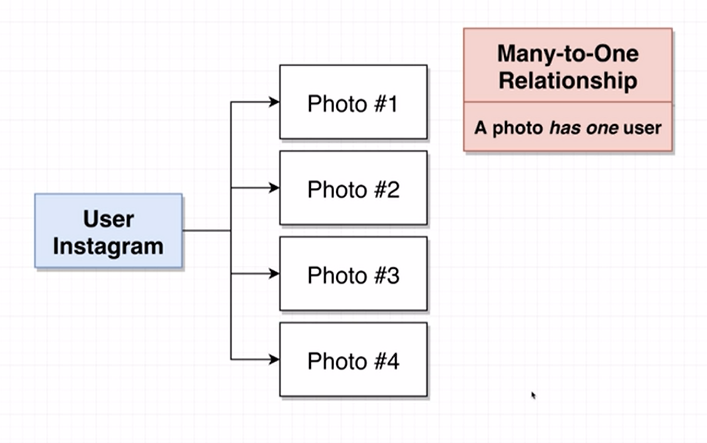 Many-to-One
Relationship
A photo has one user
Photo #1
Photo #2
User
Instagram
Photo #3
Photo #4